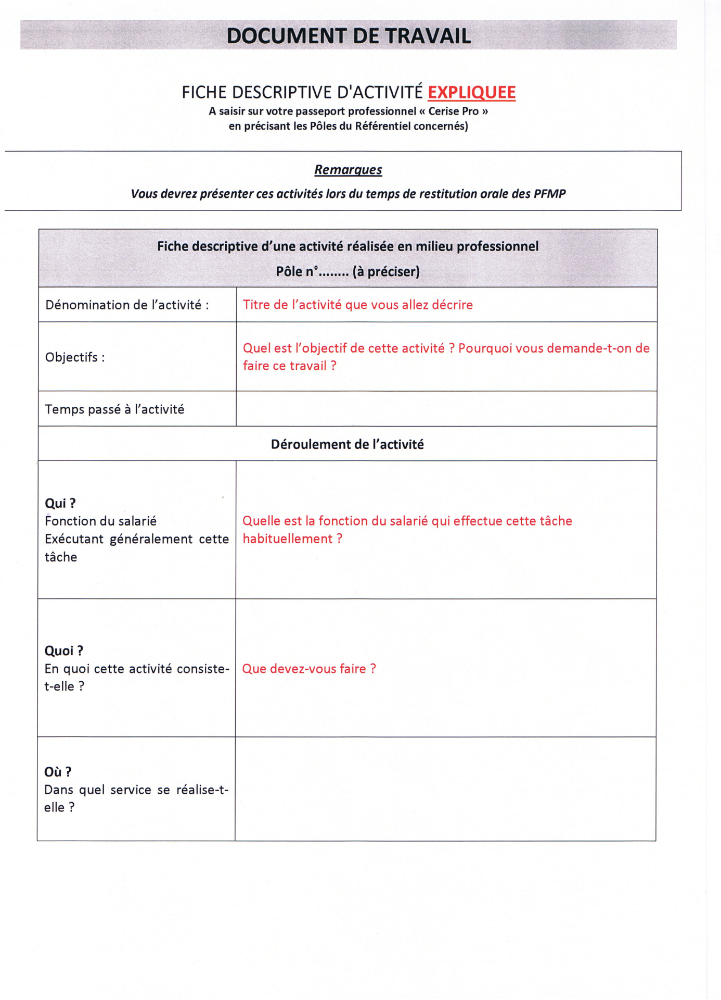 DOCUMENT DE TRAVAIL
FICHE DESCRIPTIVE D'ACTIVITÉ EXPLIQUEE
A saisir sur votre passeport professionnel « Cerise Pro »
en précisant les Pôles du Référentiel concernés)
Remarques
Vous devrez présenter ces activités lors du temps de restitution orale des PFMP
Fiche descriptive d’une activité réalisée en milieu professionnel
Pôle n°........ (à préciser)
Dénomination de l’activité :
Titre de l’activité que vous allez décrire
Objectifs :
Quel est l’objectif de cette activité ? Pourquoi vous demande-t-on de
faire ce travail ?
Temps passé à l’activité
Déroulement de l’activité
Qui ?
Fonction du salarié
Exécutant généralement cette
tâche
Quelle est la fonction du salarié qui effectue cette tâche
habituellement ?
Quoi ?
En quoi cette activité consiste-
t-elle ?
Que devez-vous faire ?
Où ?
Dans quel service se réalise-t-
elle ?